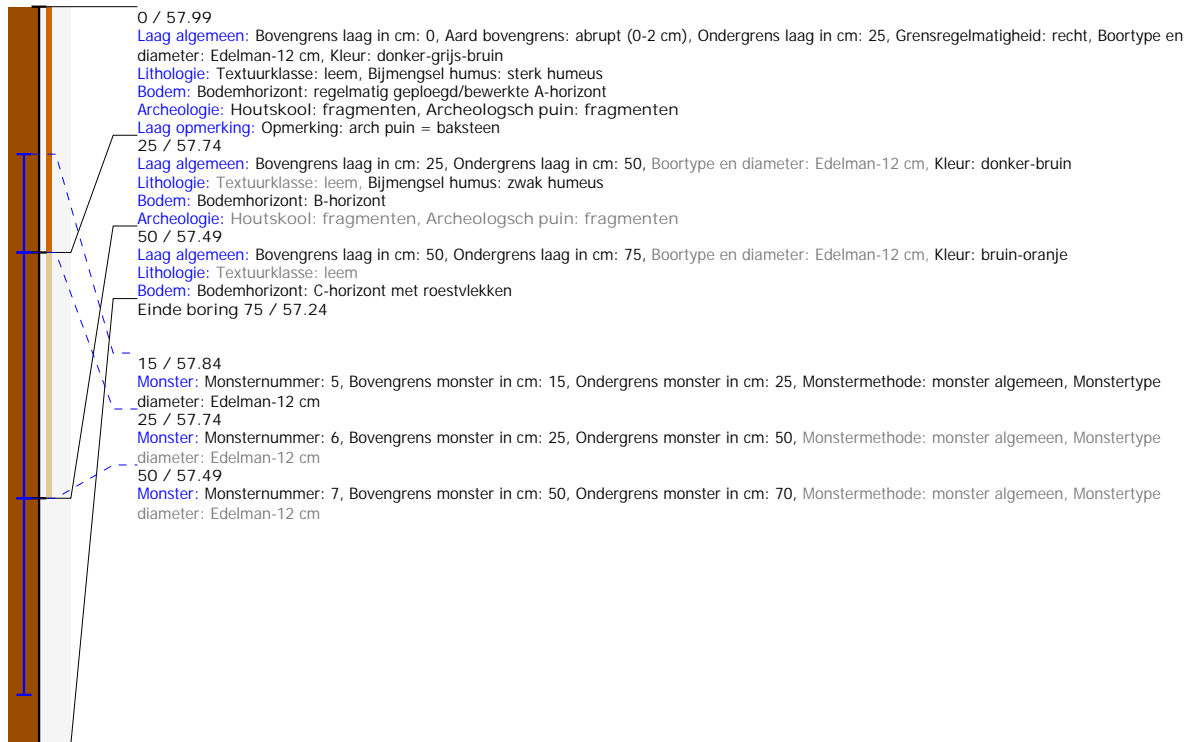 0 / 57.99
Laag algemeen: Bovengrens laag in cm: 0, Aard bovengrens: abrupt (0-2 cm), Ondergrens laag in cm: 25, Grensregelmatigheid: recht, Boortype en
diameter: Edelman-12 cm, Kleur: donker-grijs-bruin
Lithologie: Textuurklasse: leem, Bijmengsel humus: sterk humeus
Bodem: Bodemhorizont: regelmatig geploegd/bewerkte A-horizont
Archeologie: Houtskool: fragmenten, Archeologsch puin: fragmenten
Laag opmerking: Opmerking: arch puin = baksteen
25 / 57.74
Laag algemeen: Bovengrens laag in cm: 25, Ondergrens laag in cm: 50, Boortype en diameter: Edelman-12 cm, Kleur: donker-bruin
Lithologie: Textuurklasse: leem, Bijmengsel humus: zwak humeus
Bodem: Bodemhorizont: B-horizont
Archeologie: Houtskool: fragmenten, Archeologsch puin: fragmenten
50 / 57.49
Laag algemeen: Bovengrens laag in cm: 50, Ondergrens laag in cm: 75, Boortype en diameter: Edelman-12 cm, Kleur: bruin-oranje
Lithologie: Textuurklasse: leem
Bodem: Bodemhorizont: C-horizont met roestvlekken
Einde boring 75 / 57.24
15 / 57.84
Monster: Monsternummer: 5, Bovengrens monster in cm: 15, Ondergrens monster in cm: 25, Monstermethode: monster algemeen, Monstertype
diameter: Edelman-12 cm
25 / 57.74
Monster: Monsternummer: 6, Bovengrens monster in cm: 25, Ondergrens monster in cm: 50, Monstermethode: monster algemeen, Monstertype
diameter: Edelman-12 cm
50 / 57.49
Monster: Monsternummer: 7, Bovengrens monster in cm: 50, Ondergrens monster in cm: 70, Monstermethode: monster algemeen, Monstertype
diameter: Edelman-12 cm